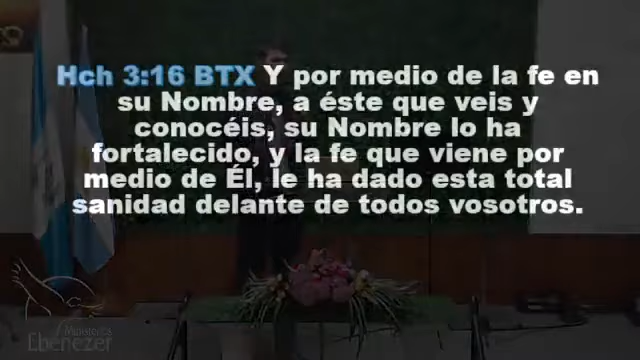 Hch 3:16 BTX Y por medio de la fe en
su Nombre, a éste que veis y
conocéis, su Nombre lo ha
fortalecido, y la fe que viene por
medio de Él, le ha dado esta total
sanidad delante de todos vosotros.
Ministerios
Ebenezer